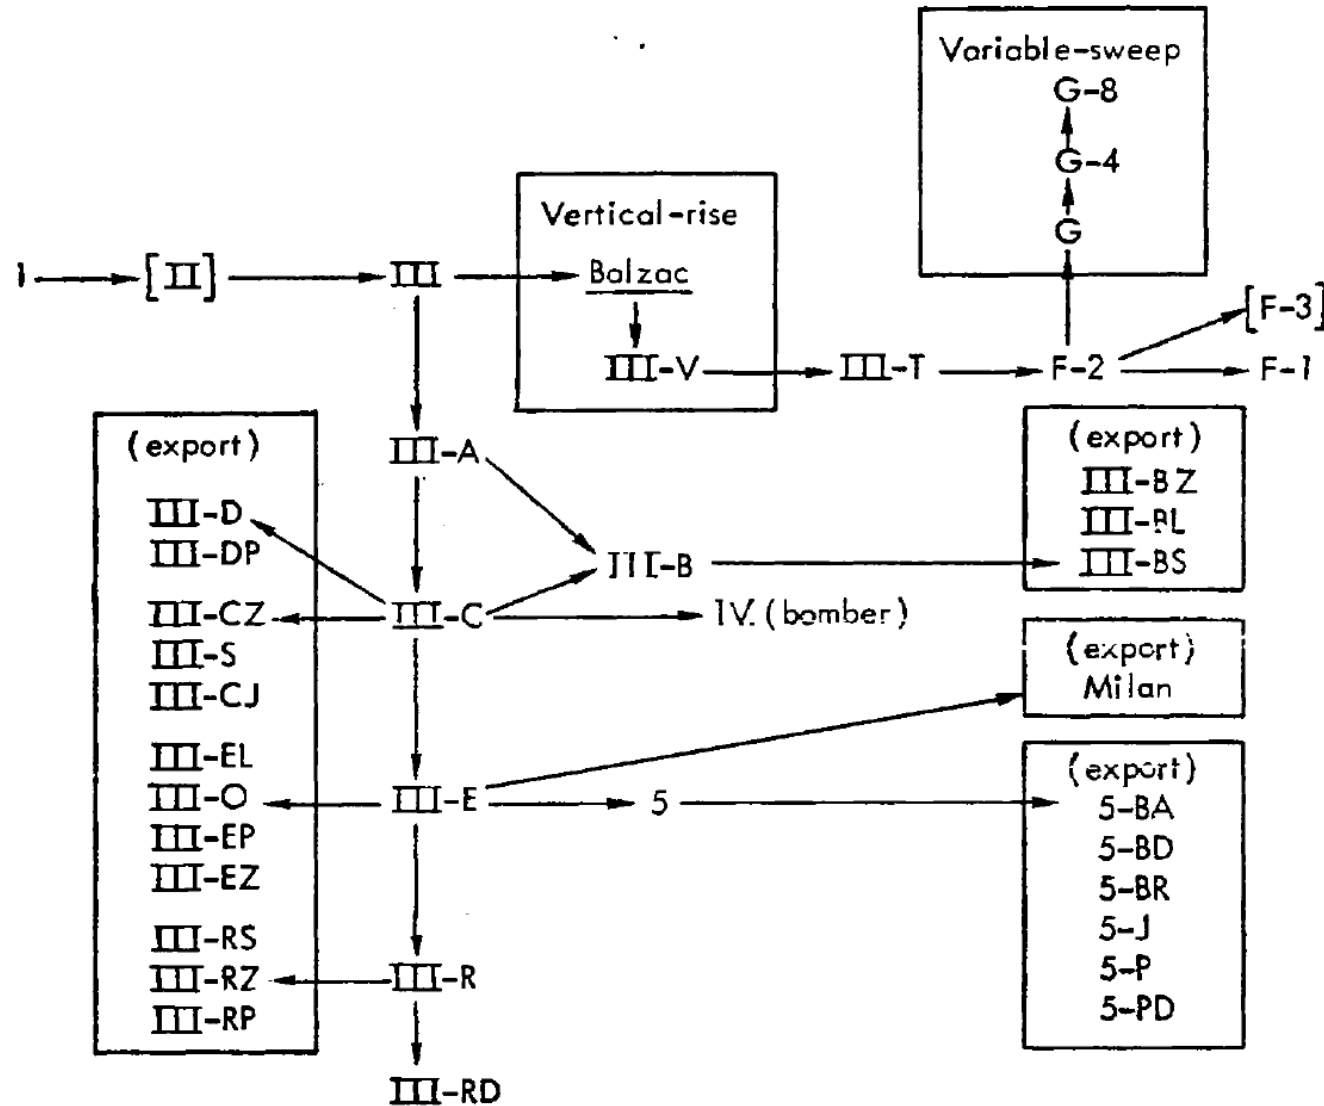 Variable-sweep
G-8
G-4
G
Vertical-rise
I
[II]
III
Balzac
[F-3]
III-V
III-T
F-2
F-1
(export)
III-D
III-DP
III-CZ
III-S
III-CJ
III-EL
III-O
III-EP
III-EZ
III-RS
III-RZ
III-RP
III-A
III-B
III-C
IV. (bomber)
III-E
5
III-R
III-RD
(export)
III-BZ
III-BL
III-BS
(export)
Milan
(export)
5-BA
5-BD
5-BR
5-J
5-P
5-PD